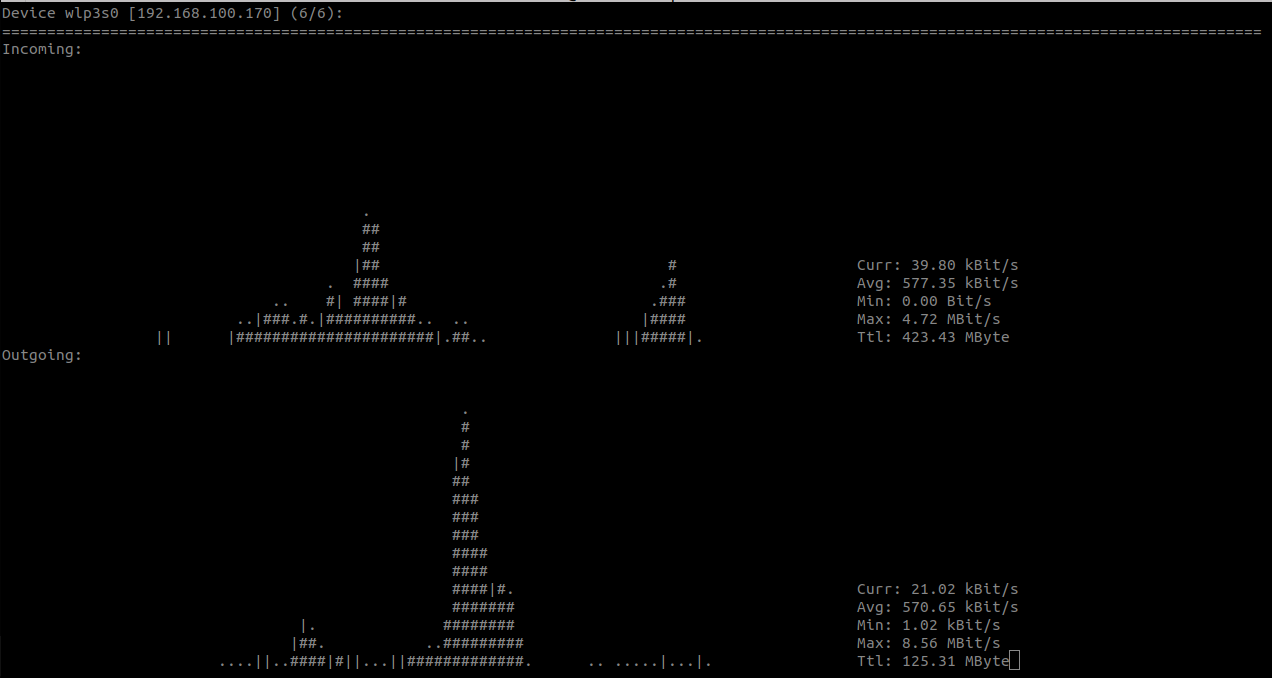 Device wlp3s0 [192.168.100.170] (6/6):
============================================================================================================================================
Incoming:
.
##
##
|## #
. #### .# 
.. #| ####|# .###
..|###.#.|##########.. .. |####
|| |######################|.##.. |||#####|.
Curr: 39.80 kBit/s
Avg: 577.35 kBit/s
Min: 0.00 Bit/s
Max: 4.72 MBit/s
Ttl: 423.43 MByte
Outgoing:
.
#
#
|#
##
###
###
###
####
####
####|#.
#######
|. ########
|##. ..#########
....||..####|#||...||#############. .. .....|...|.
Curr: 21.02 kBit/s
Avg: 570.65 kBit/s
Min: 1.02 kBit/s
Max: 8.56 MBit/s
Ttl: 125.31 MByte